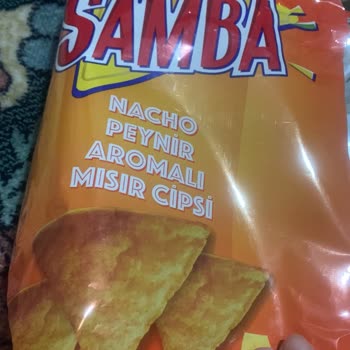 SAMBA
NACHO
PEYNİR
AROMALI
MISIR CİPSİ